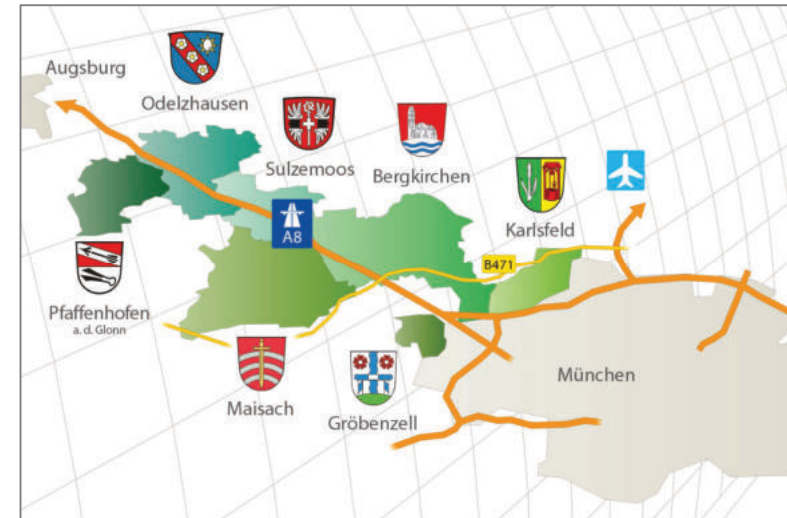 Augsburg
Odelzhausen
Sulzemoos
Bergkirchen
Karlsfeld
A8
B471
Pfaffenhofen
a. d. Glonn
Maisach
Gröbenzell
München